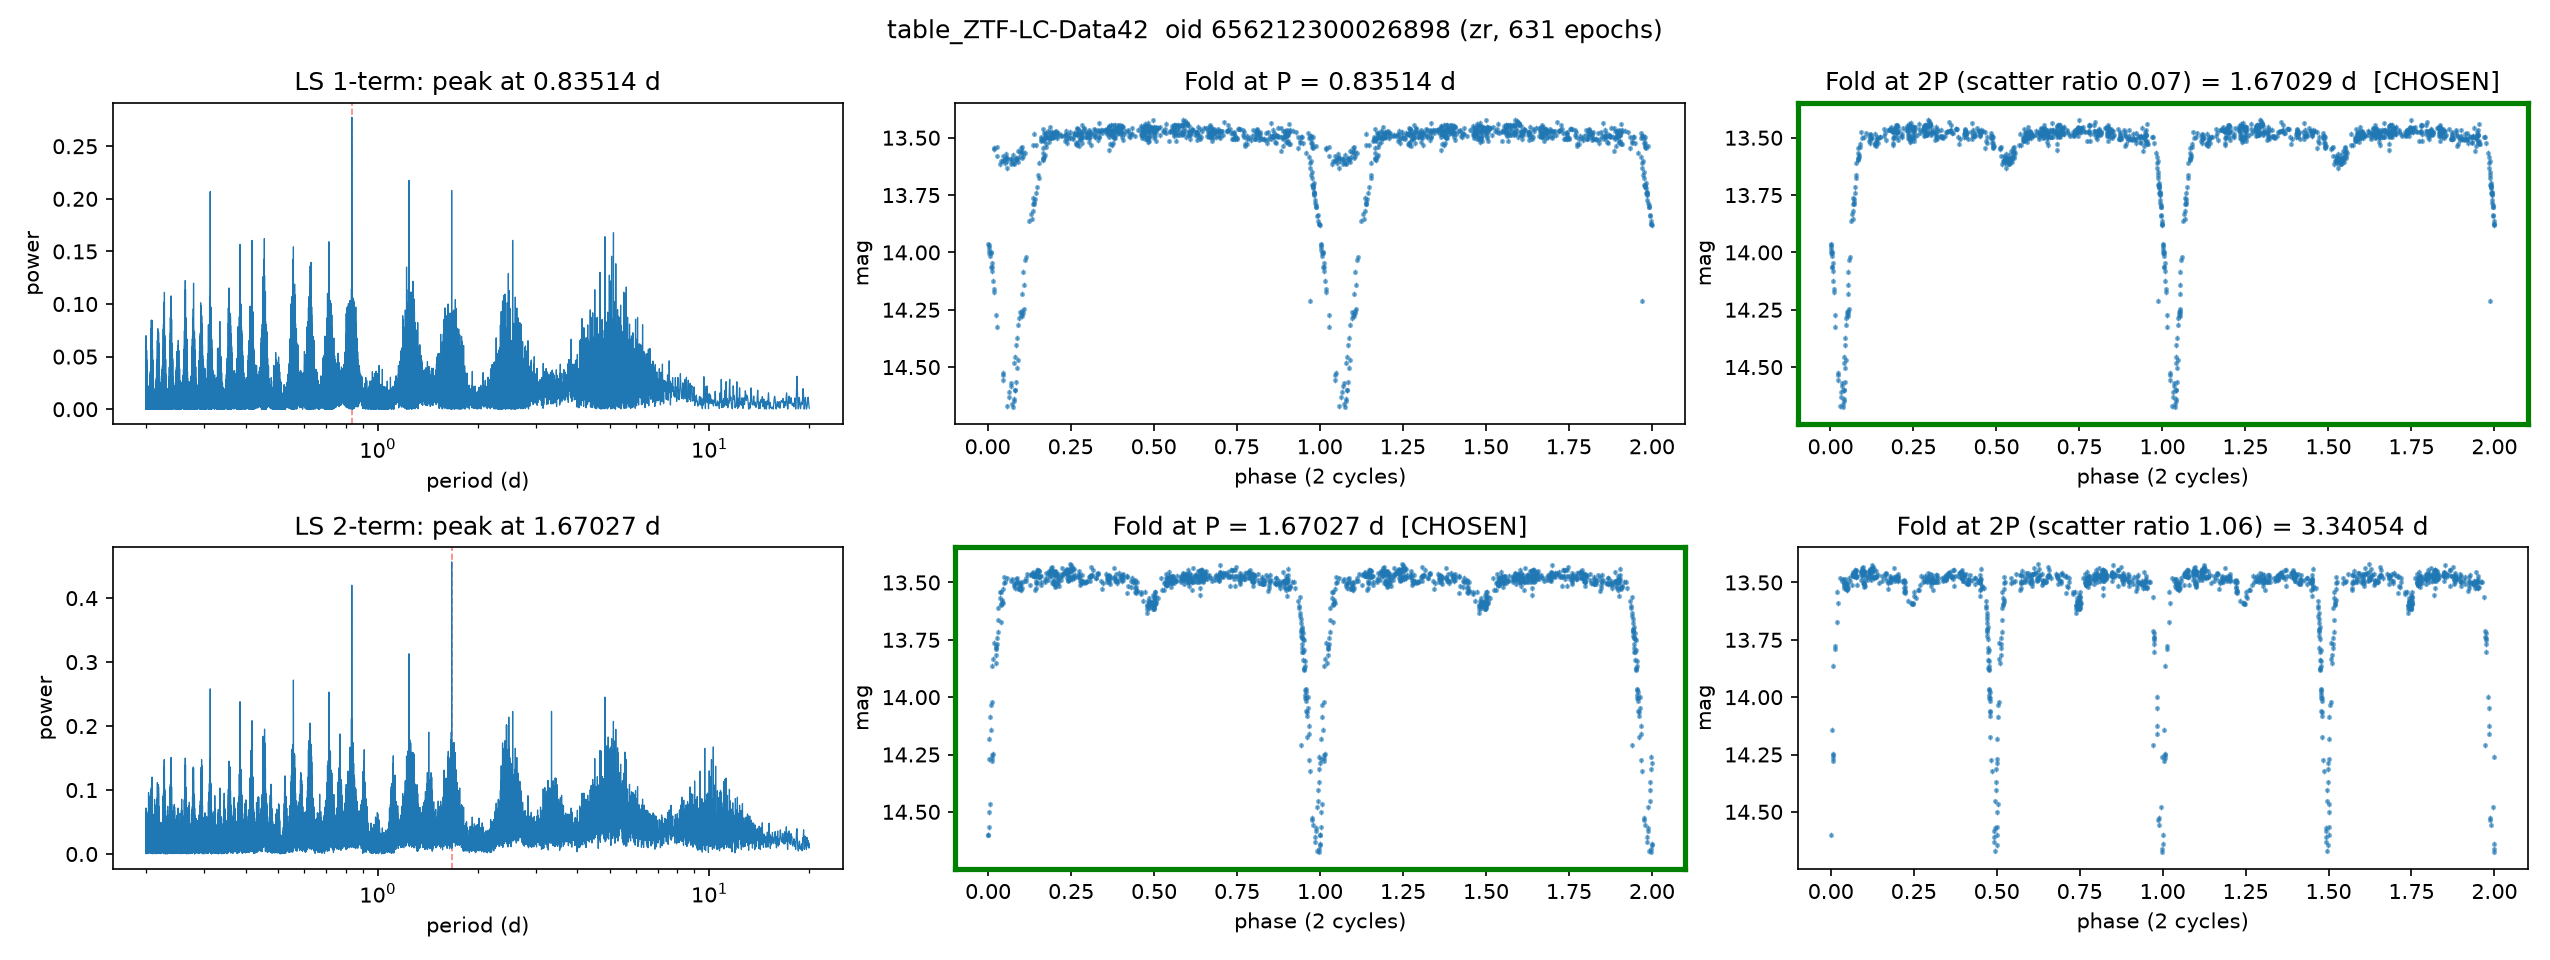 table_ZTF-LC-Data42  oid 656212300026898 (zr, 631 epochs)
LS 1-term: peak at 0.83514 d
power
0.25
0.20
0.15
0.10
0.05
0.00
10⁰
10¹
period (d)
Fold at P = 0.83514 d
mag
13.50
13.75
14.00
14.25
14.50
0.00 0.25 0.50 0.75 1.00 1.25 1.50 1.75 2.00
phase (2 cycles)
Fold at 2P (scatter ratio 0.07) = 1.67029 d  [CHOSEN]
mag
13.50
13.75
14.00
14.25
14.50
0.00 0.25 0.50 0.75 1.00 1.25 1.50 1.75 2.00
phase (2 cycles)
LS 2-term: peak at 1.67027 d
power
0.4
0.3
0.2
0.1
0.0
10⁰
10¹
period (d)
Fold at P = 1.67027 d  [CHOSEN]
mag
13.50
13.75
14.00
14.25
14.50
0.00 0.25 0.50 0.75 1.00 1.25 1.50 1.75 2.00
phase (2 cycles)
Fold at 2P (scatter ratio 1.06) = 3.34054 d
mag
13.50
13.75
14.00
14.25
14.50
0.00 0.25 0.50 0.75 1.00 1.25 1.50 1.75 2.00
phase (2 cycles)